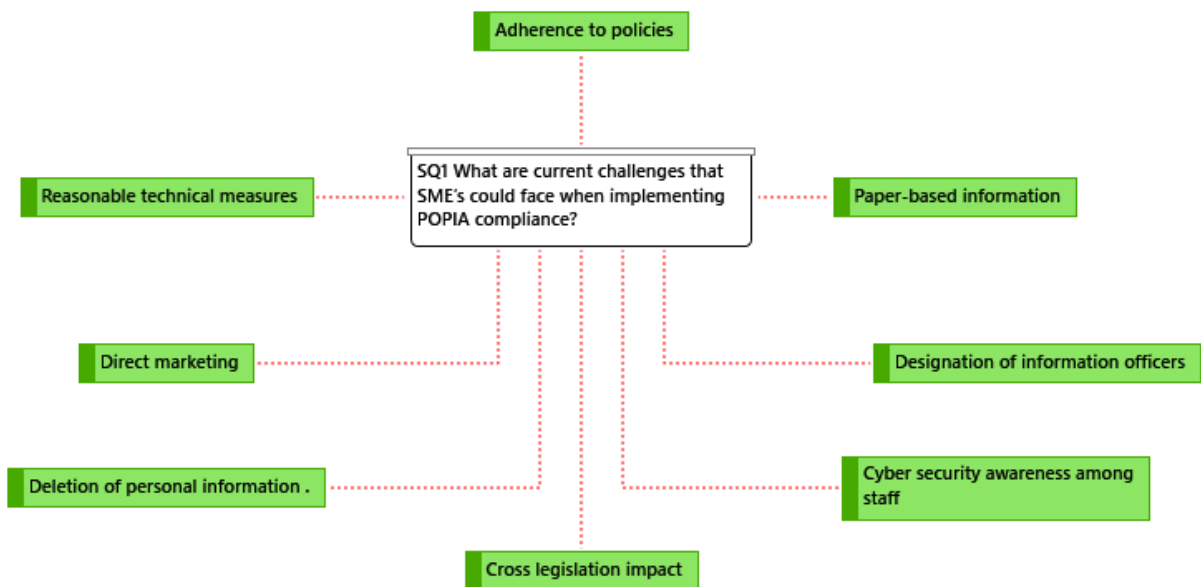 Adherence to policies
SQ1 What are current challenges that
SME's could face when implementing
POPIA compliance?
Reasonable technical measures
Paper-based information
Direct marketing
Designation of information officers
Deletion of personal information .
Cyber security awareness among
staff
Cross legislation impact